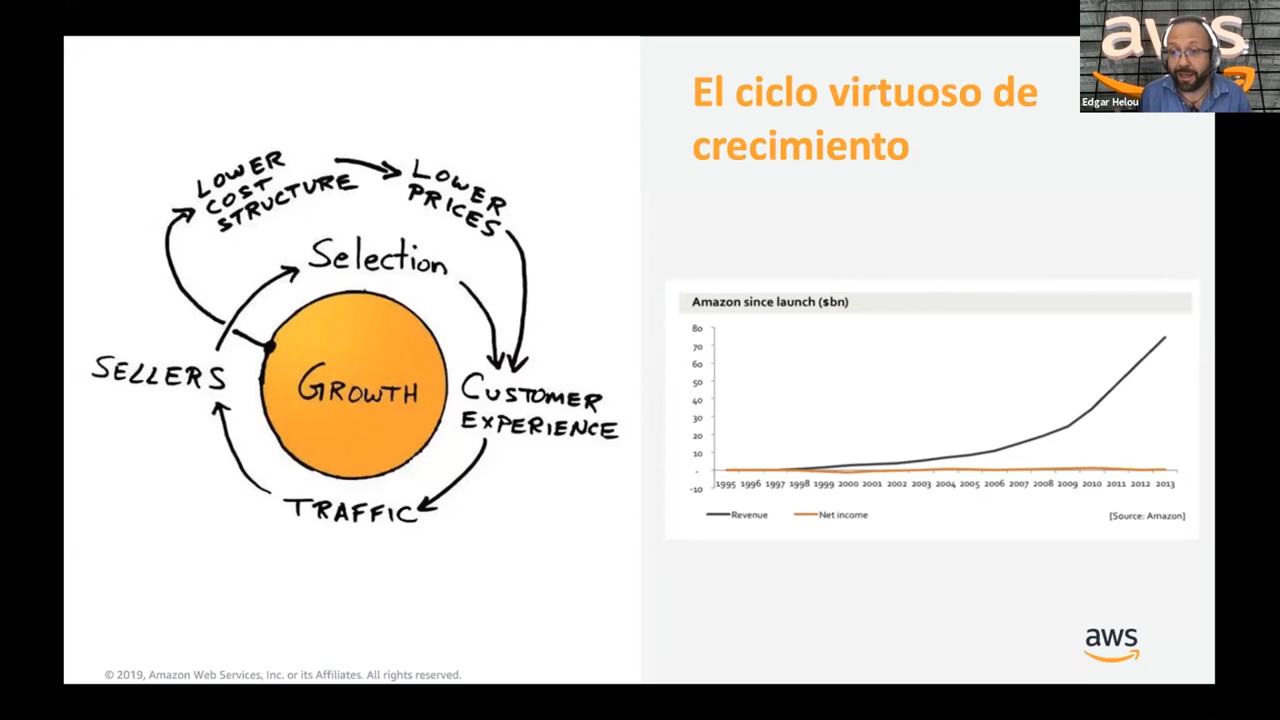 El ciclo virtuoso de
crecimiento
aws
Edgar Helou
LOWER
COST
STRUCTURE
LOWER
PRICES
Selection
SELLERS
GROWTH
CUSTOMER
EXPERIENCE
TRAFFIC
Amazon since launch ($bn)
80
70
60
50
40
30
20
10
-
-10
1995 1996 1997 1998 1999 2000 2001 2002 2003 2004 2005 2006 2007 2008 2009 2010 2011 2012 2013
Revenue Net income [Source: Amazon]
aws
© 2019, Amazon Web Services, Inc. or its Affiliates. All rights reserved.